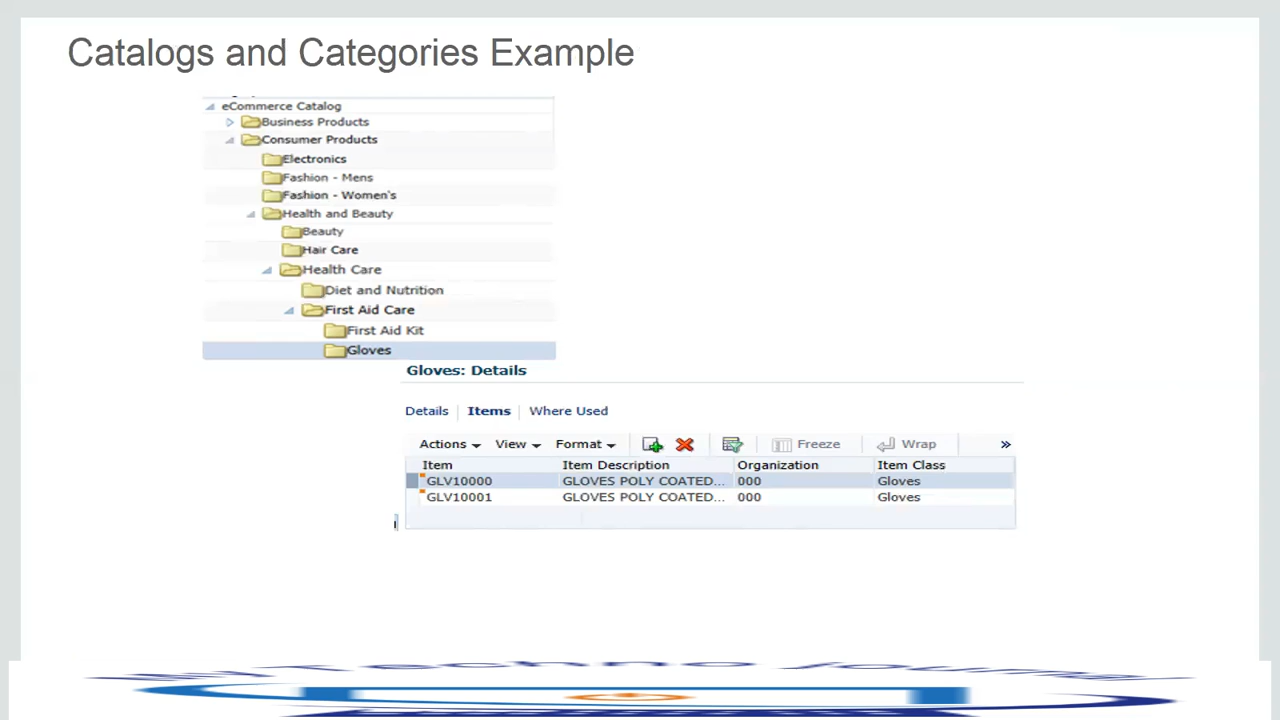 Catalogs and Categories Example
eCommerce Catalog
Business Products
Consumer Products
Electronics
Fashion - Mens
Fashion - Women's
Health and Beauty
Beauty
Hair Care
Health Care
Diet and Nutrition
First Aid Care
First Aid Kit
Gloves
Gloves: Details
Details Items Where Used
Actions View Format Freeze Wrap »
Item Item Description Organization Item Class
GLV10000 GLOVES POLY COATED... 000 Gloves
GLV10001 GLOVES POLY COATED... 000 Gloves